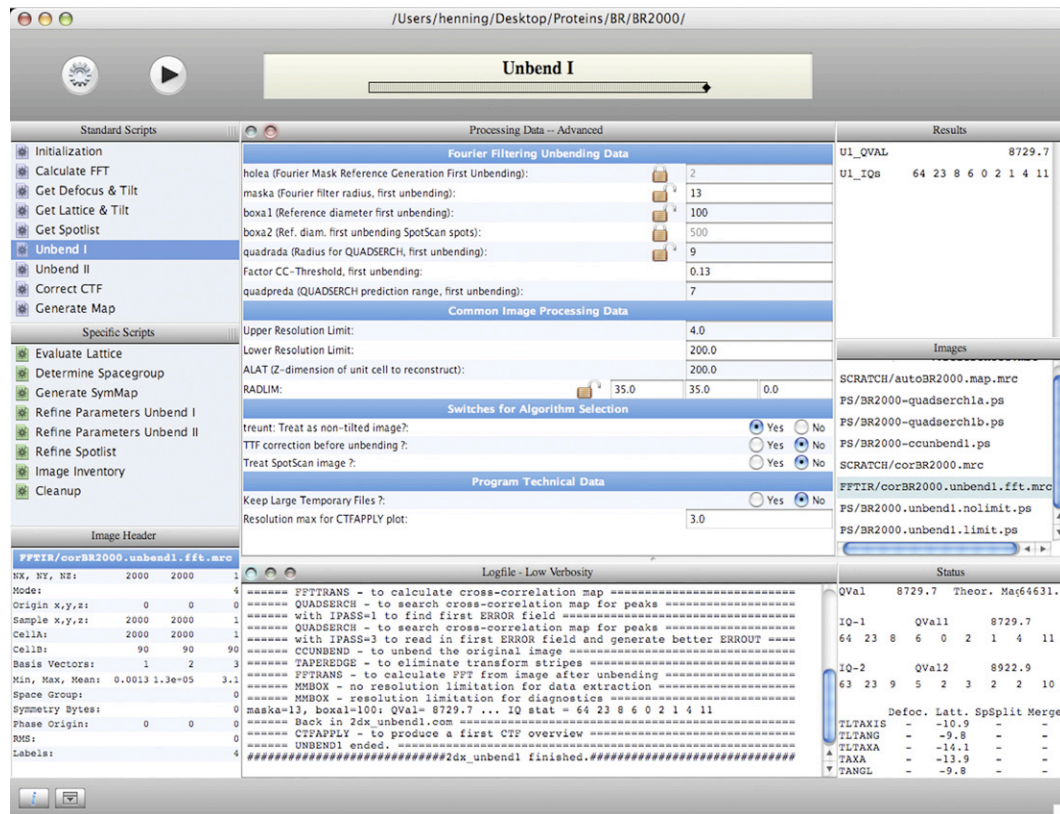 /Users/henning/Desktop/Proteins/BR/BR2000/
Unbend I
Standard Scripts
Initialization
Calculate FFT
Get Defocus & Tilt
Get Lattice & Tilt
Get Spotlist
Unbend I
Unbend II
Correct CTF
Generate Map
Specific Scripts
Evaluate Lattice
Determine Spacegroup
Generate SymMap
Refine Parameters Unbend I
Refine Parameters Unbend II
Refine Spotlist
Image Inventory
Cleanup
Image Header
FFTIR/corBR2000.unbend1.fft.mrc
NX, NY, NZ: 2000 2000 1
Mode: 4
Origin x,y,z: 0 0 0
Sample x,y,z: 2000 2000 1
CellA: 2000 2000 1
CellB: 90 90 90
Basis Vectors: 1 2 3
Min, Max, Mean: 0.0013 1.3e+05 3.1
Space Group: 0
Symmetry Bytes: 0
Phase Origin: 0 0 0
RMS: 0
Labels: 4
Processing Data -- Advanced
Fourier Filtering Unbending Data
holea (Fourier Mask Reference Generation First Unbending): 2
maska (Fourier filter radius, first unbending): 13
boxa1 (Reference diameter first unbending): 100
boxa2 (Ref. diam. first unbending SpotScan spots): 500
quadrada (Radius for QUADSERCH, first unbending): 9
Factor CC-Threshold, first unbending: 0.13
quadpreda (QUADSERCH prediction range, first unbending): 7
Common Image Processing Data
Upper Resolution Limit: 4.0
Lower Resolution Limit: 200.0
ALAT (Z-dimension of unit cell to reconstruct): 200.0
RADLIM: 35.0 35.0 0.0
Switches for Algorithm Selection
treunt: Treat as non-tilted image?: Yes No
TTF correction before unbending ?: Yes No
Treat SpotScan image ?: Yes No
Program Technical Data
Keep Large Temporary Files ?: Yes No
Resolution max for CTFAPPLY plot: 3.0
Logfile - Low Verbosity
====== FFTTRANS - to calculate cross-correlation map ==========================
====== QUADSERCH - to search cross-correlation map for peaks ==================
====== with IPASS=1 to find first ERROR field =================================
====== QUADSERCH - to search cross-correlation map for peaks ==================
====== with IPASS=3 to read in first ERROR field and generate better ERROUT ====
====== CCUNBEND - to unbend the original image ================================
====== TAPEREDGE - to eliminate transform stripes =============================
====== FFTRANS - to calculate FFT from image after unbending ==================
====== MMBOX - no resolution limitation for data extraction ===================
====== MMBOX - resolution limitation for diagnostics ==========================
maska=13, boxa1=100; QVal= 8729.7 ... IQ stat = 64 23 8 6 0 2 1 4 11
====== Back in 2dx_unbend1.com ================================================
====== CTFAPPLY - to produce a first CTF overview =============================
====== UNBEND1 ended. =========================================================
#############################2dx_unbend1 finished.##############################
Results
U1_QVAL 8729.7
U1_IQs 64 23 8 6 0 2 1 4 11
Images
SCRATCH/autoBR2000.map.mrc
PS/BR2000-quadserch1a.ps
PS/BR2000-quadserch1b.ps
PS/BR2000-ccunbend1.ps
SCRATCH/corBR2000.mrc
FFTIR/corBR2000.unbend1.fft.mrc
PS/BR2000.unbend1.nolimit.ps
PS/BR2000.unbend1.limit.ps
Status
QVal 8729.7 Theor. 64631.
IQ-1 QVal1 8729.7
64 23 8 6 0 2 1 4 11
IQ-2 QVal2 8922.9
63 23 9 5 2 3 2 2 10
Defoc. Latt. SpSplit Merge
TLTAXIS - -10.9 - -
TLTANG - -9.8 - -
TLTAXA - -14.1 - -
TAXA - -13.9 - -
TANGL - -9.8 - -